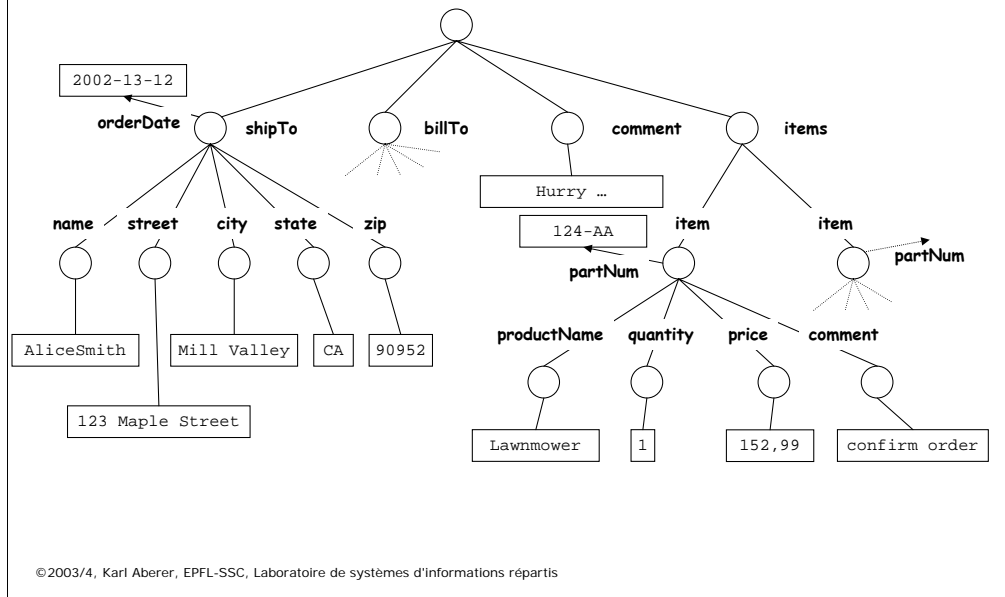 2002-13-12
orderDate
shipTo
billTo
comment
items
Hurry …
name
street
city
state
zip
124-AA
item
item
partNum
partNum
productName
quantity
price
comment
AliceSmith
Mill Valley
CA
90952
123 Maple Street
Lawnmower
1
152,99
confirm order
©2003/4, Karl Aberer, EPFL-SSC, Laboratoire de systèmes d'informations répartis